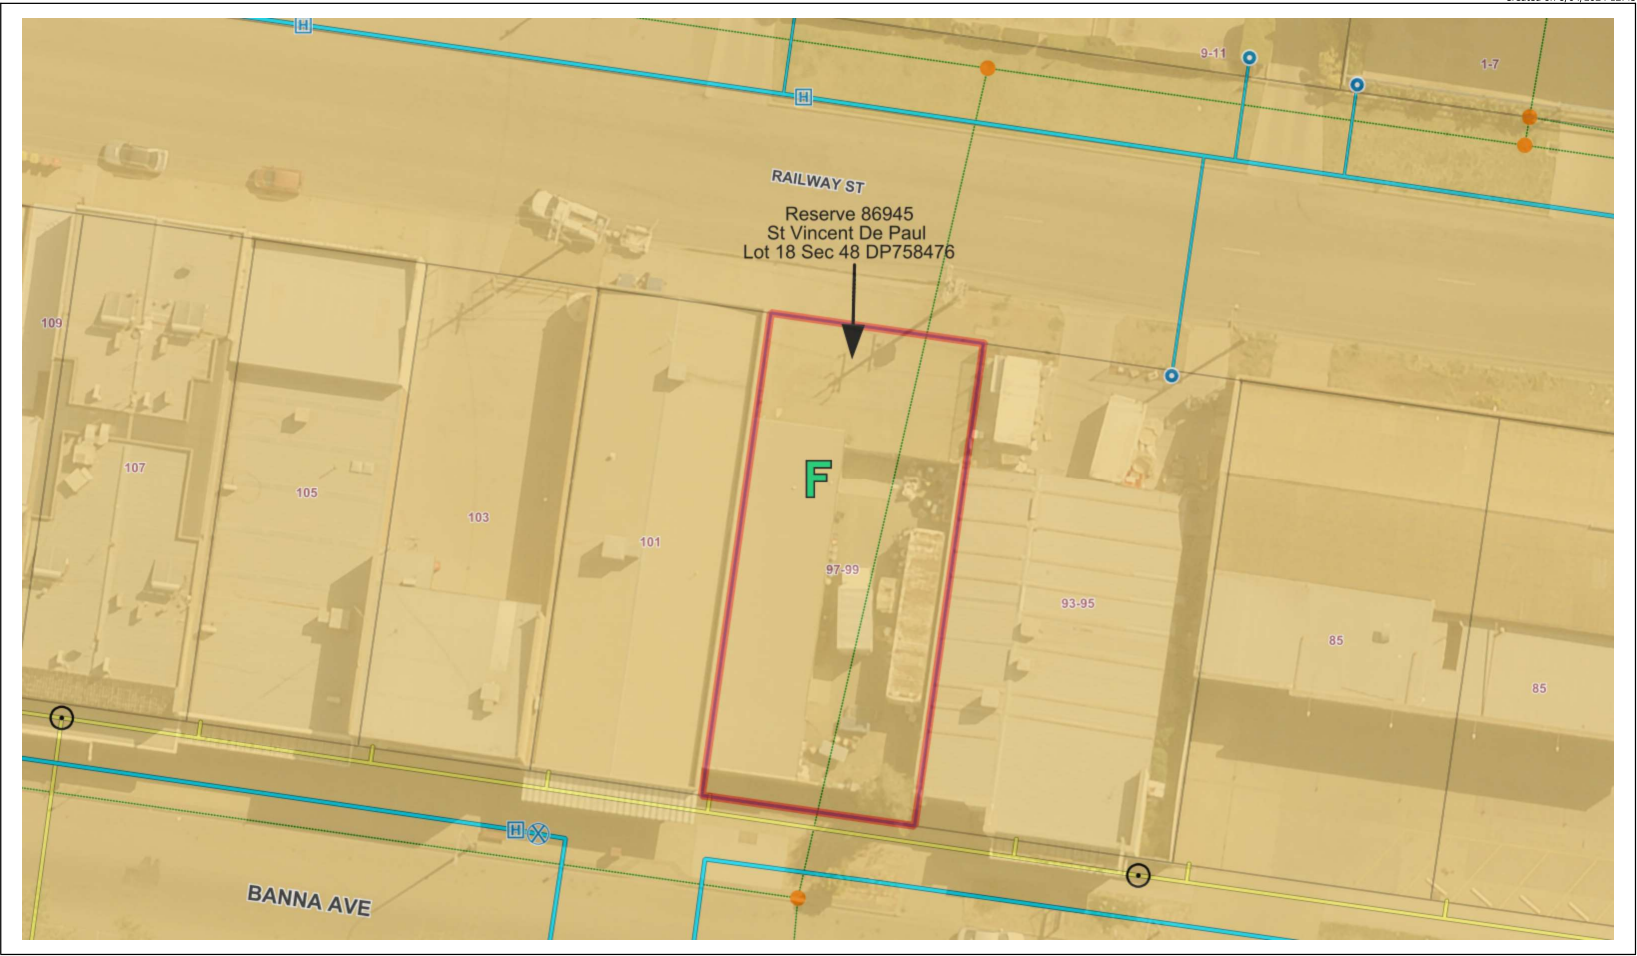 H
9-11
1-7
H
RAILWAY ST
Reserve 86945
St Vincent De Paul
Lot 18 Sec 48 DP758476
109
107
105
103
101
F
97-99
93-95
85
85
H
BANNA AVE